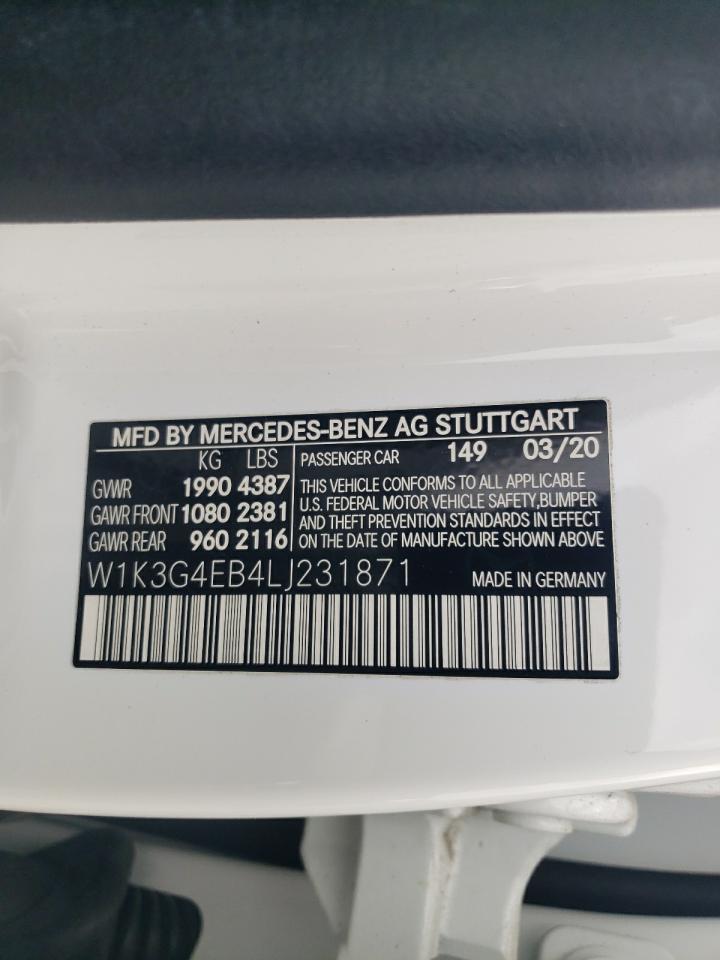 MFD BY MERCEDES-BENZ AG STUTTGART
KG LBS
GVWR 1990 4387
GAWR FRONT 1080 2381
GAWR REAR 960 2116
PASSENGER CAR 149 03/20
THIS VEHICLE CONFORMS TO ALL APPLICABLE
U.S. FEDERAL MOTOR VEHICLE SAFETY,BUMPER
AND THEFT PREVENTION STANDARDS IN EFFECT
ON THE DATE OF MANUFACTURE SHOWN ABOVE
W1K3G4EB4LJ231871
MADE IN GERMANY